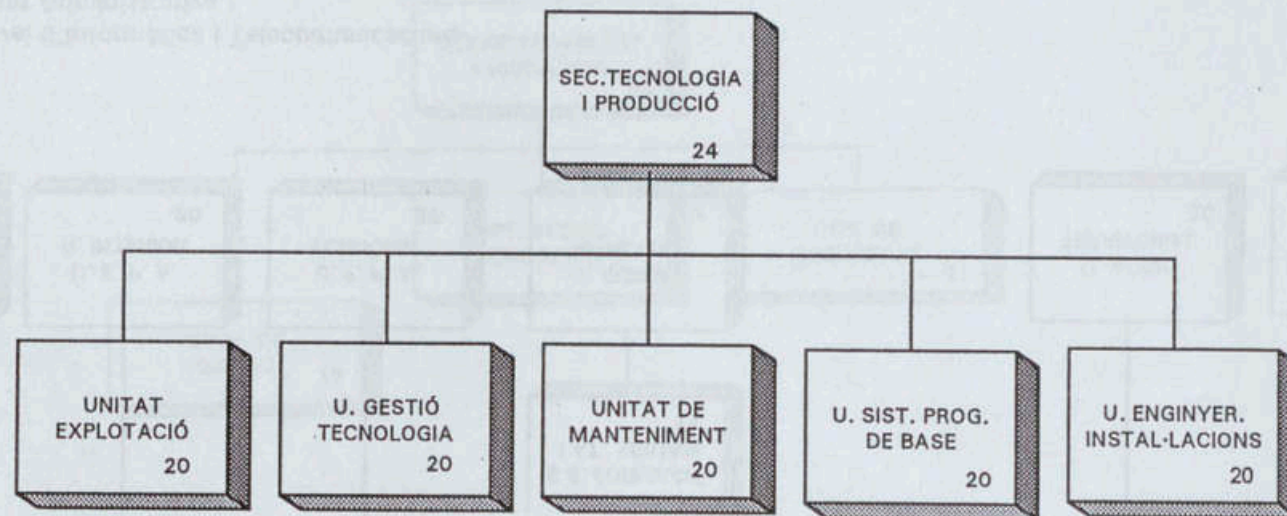 SEC.TECNOLOGIA
I PRODUCCIÓ
24
UNITAT
EXPLOTACIÓ
20
U. GESTIÓ
TECNOLOGIA
20
UNITAT DE
MANTENIMENT
20
U. SIST. PROG.
DE BASE
20
U. ENGINYER.
INSTAL·LACIONS
20